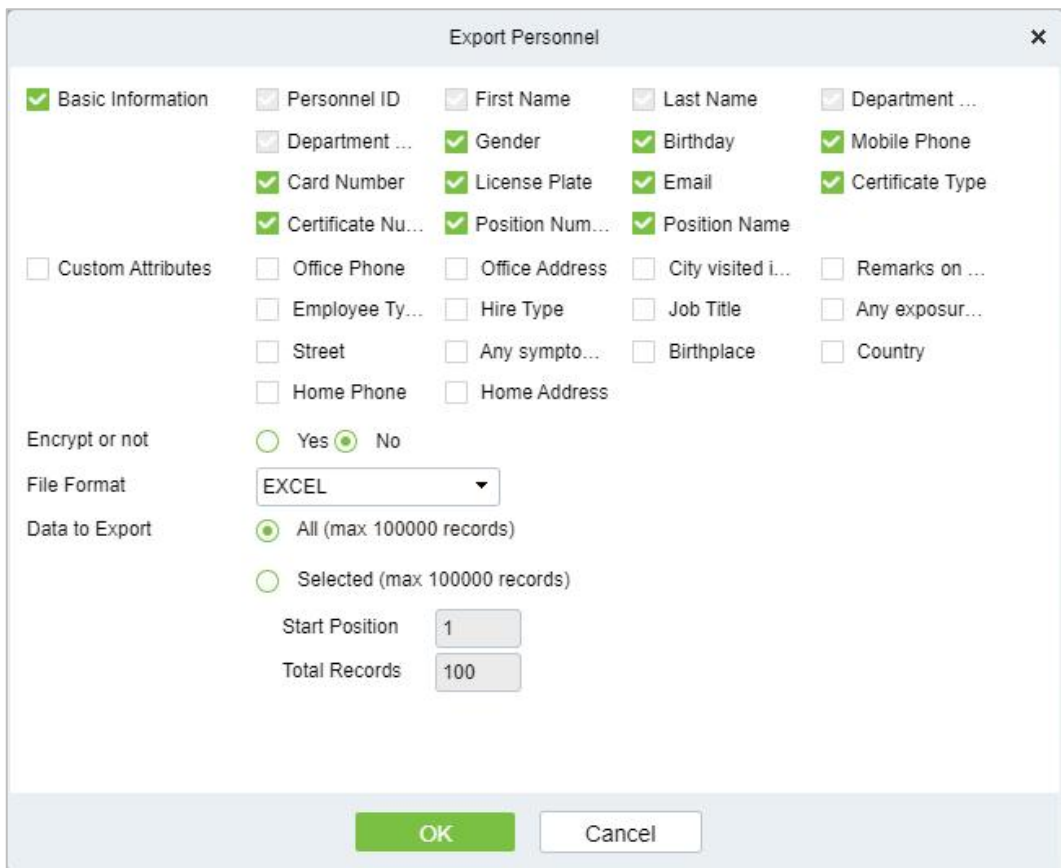 Export Personnel
Basic Information Personnel ID First Name Last Name Department ...
Department ... Gender Birthday Mobile Phone
Card Number License Plate Email Certificate Type
Certificate Nu... Position Num... Position Name
Custom Attributes Office Phone Office Address City visited i... Remarks on ...
Employee Ty... Hire Type Job Title Any exposur...
Street Any sympto... Birthplace Country
Home Phone Home Address
Encrypt or not Yes No
File Format EXCEL
Data to Export All (max 100000 records)
Selected (max 100000 records)
Start Position 1
Total Records 100
OK Cancel